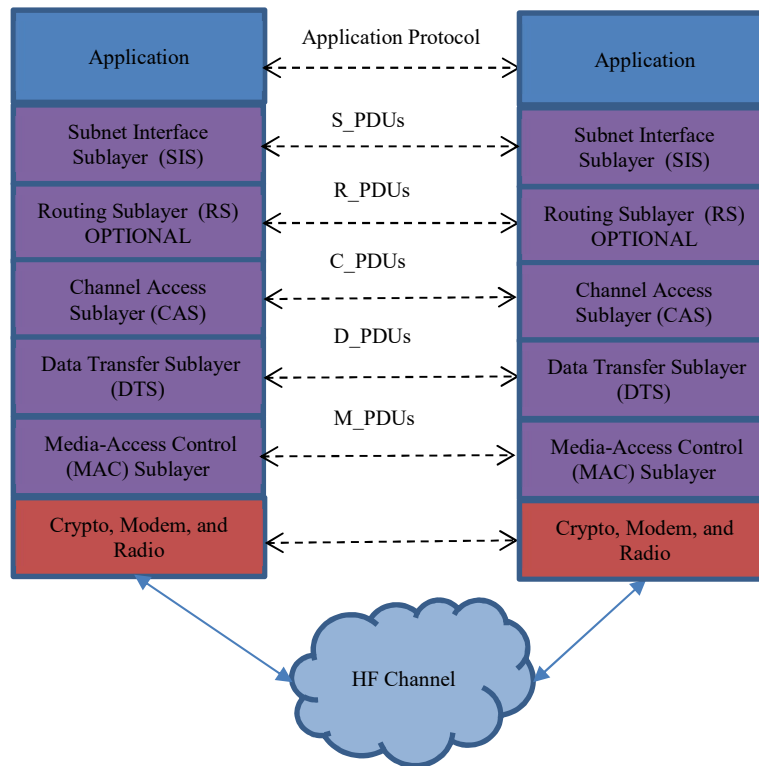 Application Protocol
Application
Application
S_PDUs
Subnet Interface
Sublayer (SIS)
Subnet Interface
Sublayer (SIS)
R_PDUs
Routing Sublayer (RS)
OPTIONAL
Routing Sublayer (RS)
OPTIONAL
C_PDUs
Channel Access
Sublayer (CAS)
Channel Access
Sublayer (CAS)
D_PDUs
Data Transfer Sublayer
(DTS)
Data Transfer Sublayer
(DTS)
M_PDUs
Media-Access Control
(MAC) Sublayer
Media-Access Control
(MAC) Sublayer
Crypto, Modem, and
Radio
Crypto, Modem, and
Radio
HF Channel